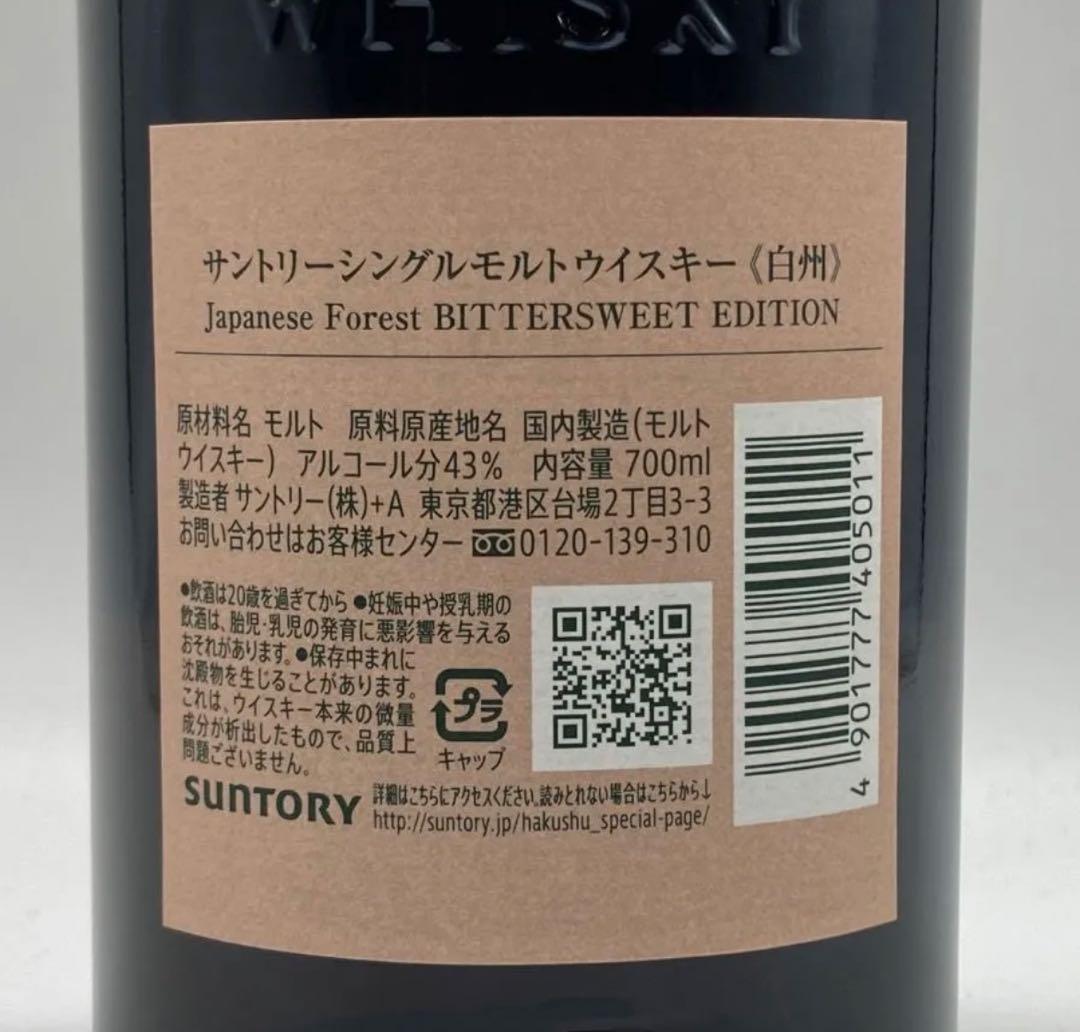 WHISKY
サントリーシングルモルトウイスキー《白州》
Japanese Forest BITTERSWEET EDITION
原材料名 モルト 原料原産地名 国内製造(モルト
ウイスキー) アルコール分43% 内容量 700ml
製造者 サントリー(株)+A 東京都港区台場2丁目3-3
お問い合わせはお客様センター 0120-139-310
●飲酒は20歳を過ぎてから ●妊娠中や授乳期の
飲酒は、胎児・乳児の発育に悪影響を与える
おそれがあります。●保存中まれに
沈殿物を生じることがあります。
これは、ウイスキー本来の微量
成分が析出したもので、品質上
問題ございません。
プラ
キャップ
SUNTORY
詳細はこちらにアクセスください。読みとれない場合はこちらから↓
http://suntory.jp/hakushu_special-page/
4 901777 405011